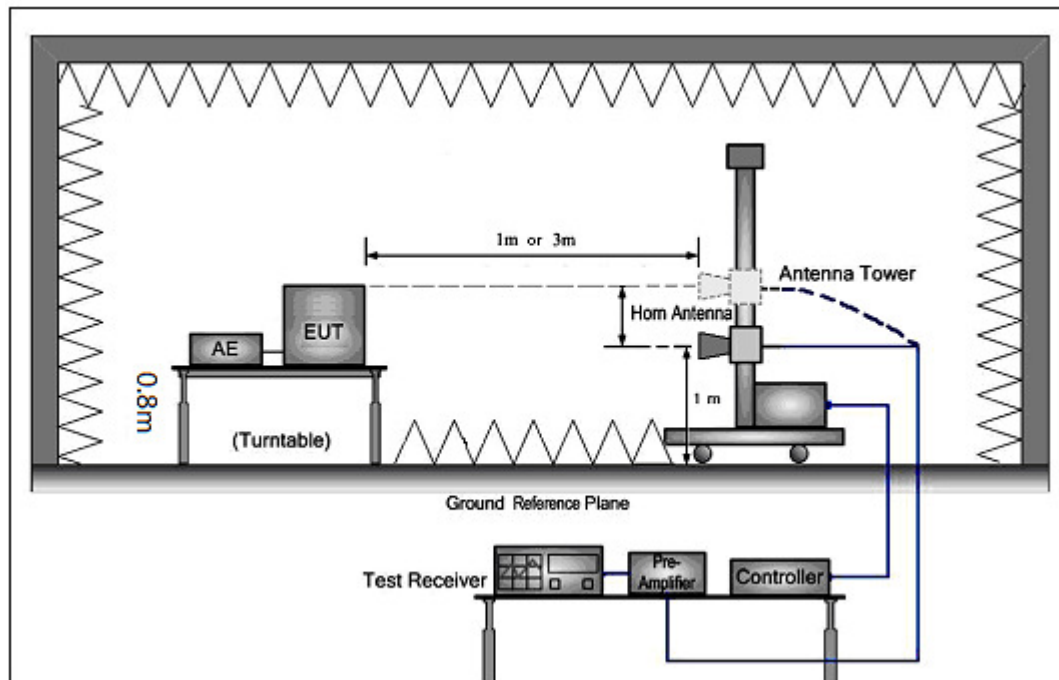 1m or 3m
Antenna Tower
Horn Antenna
EUT
AE
0.8m
1 m
(Turntable)
Ground Reference Plane
Test Receiver
Pre-
Amplifier
Controller